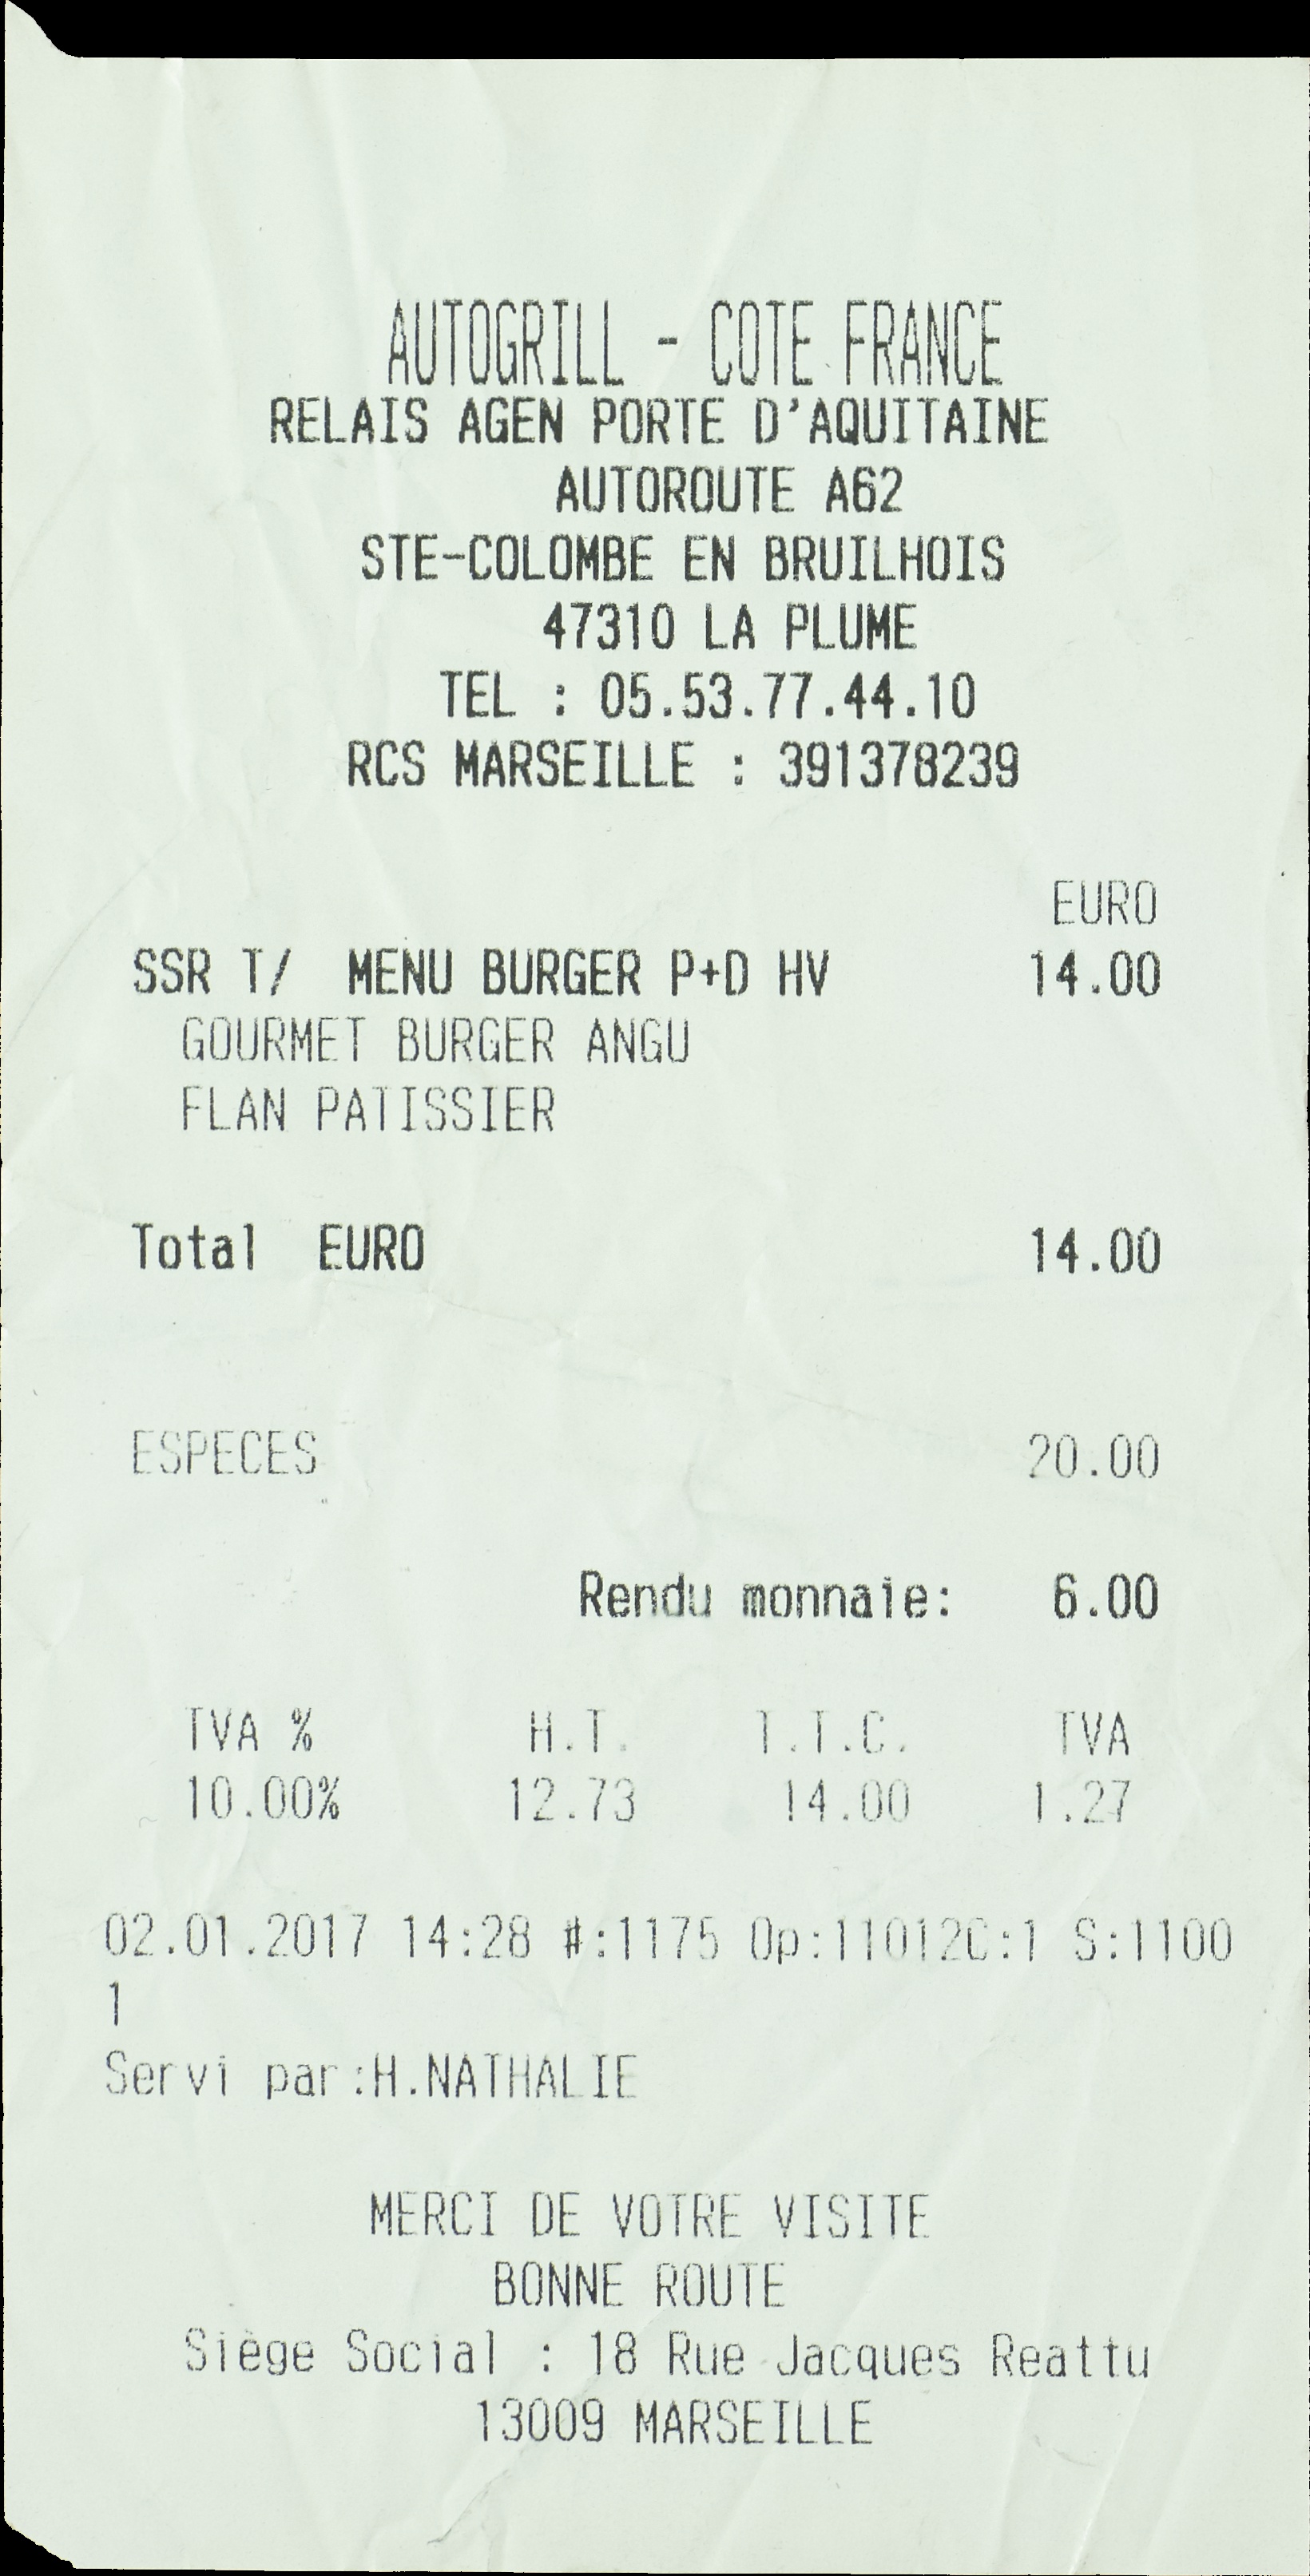 AUTOGRILL - COTE FRANCE
RELAIS AGEN PORTE D'AQUITAINE
AUTOROUTE A62
STE-COLOMBE EN BRUILHOIS
47310 LA PLUME
TEL : 05.53.77.44.10
RCS MARSEILLE : 391378239
EURO
SSR T/ MENU BURGER P+D HV 14.00
GOURMET BURGER ANGU
FLAN PATISSIER
Total EURO 14.00
ESPECES 20.00
Rendu monnaie: 6.00
TVA % H.T. T.T.C. TVA
10.00% 12.73 14.00 1.27
02.01.2017 14:28 #:1175 Op:11012C:1 S:1100
1
Servi par:H.NATHALIE
MERCI DE VOTRE VISITE
BONNE ROUTE
Siège Social : 18 Rue Jacques Reattu
13009 MARSEILLE